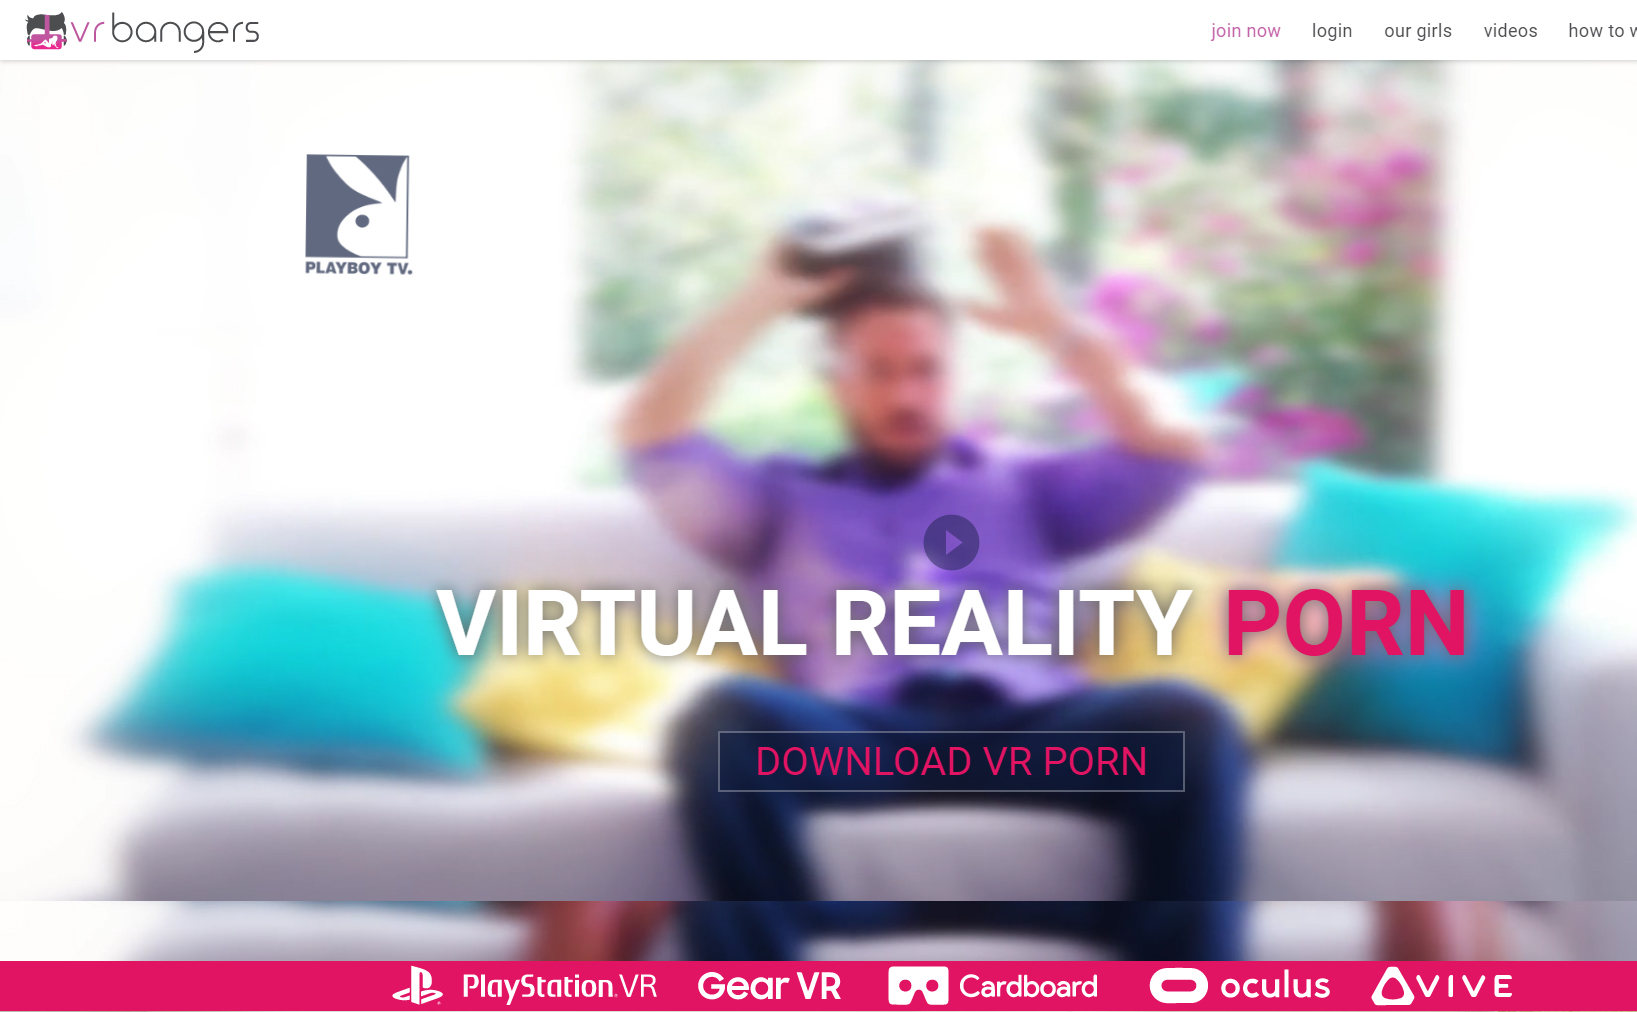 vr bangers
join now login our girls videos how to w
PLAYBOY TV.
VIRTUAL REALITY PORN
DOWNLOAD VR PORN
PlayStation VR Gear VR Cardboard oculus VIVE